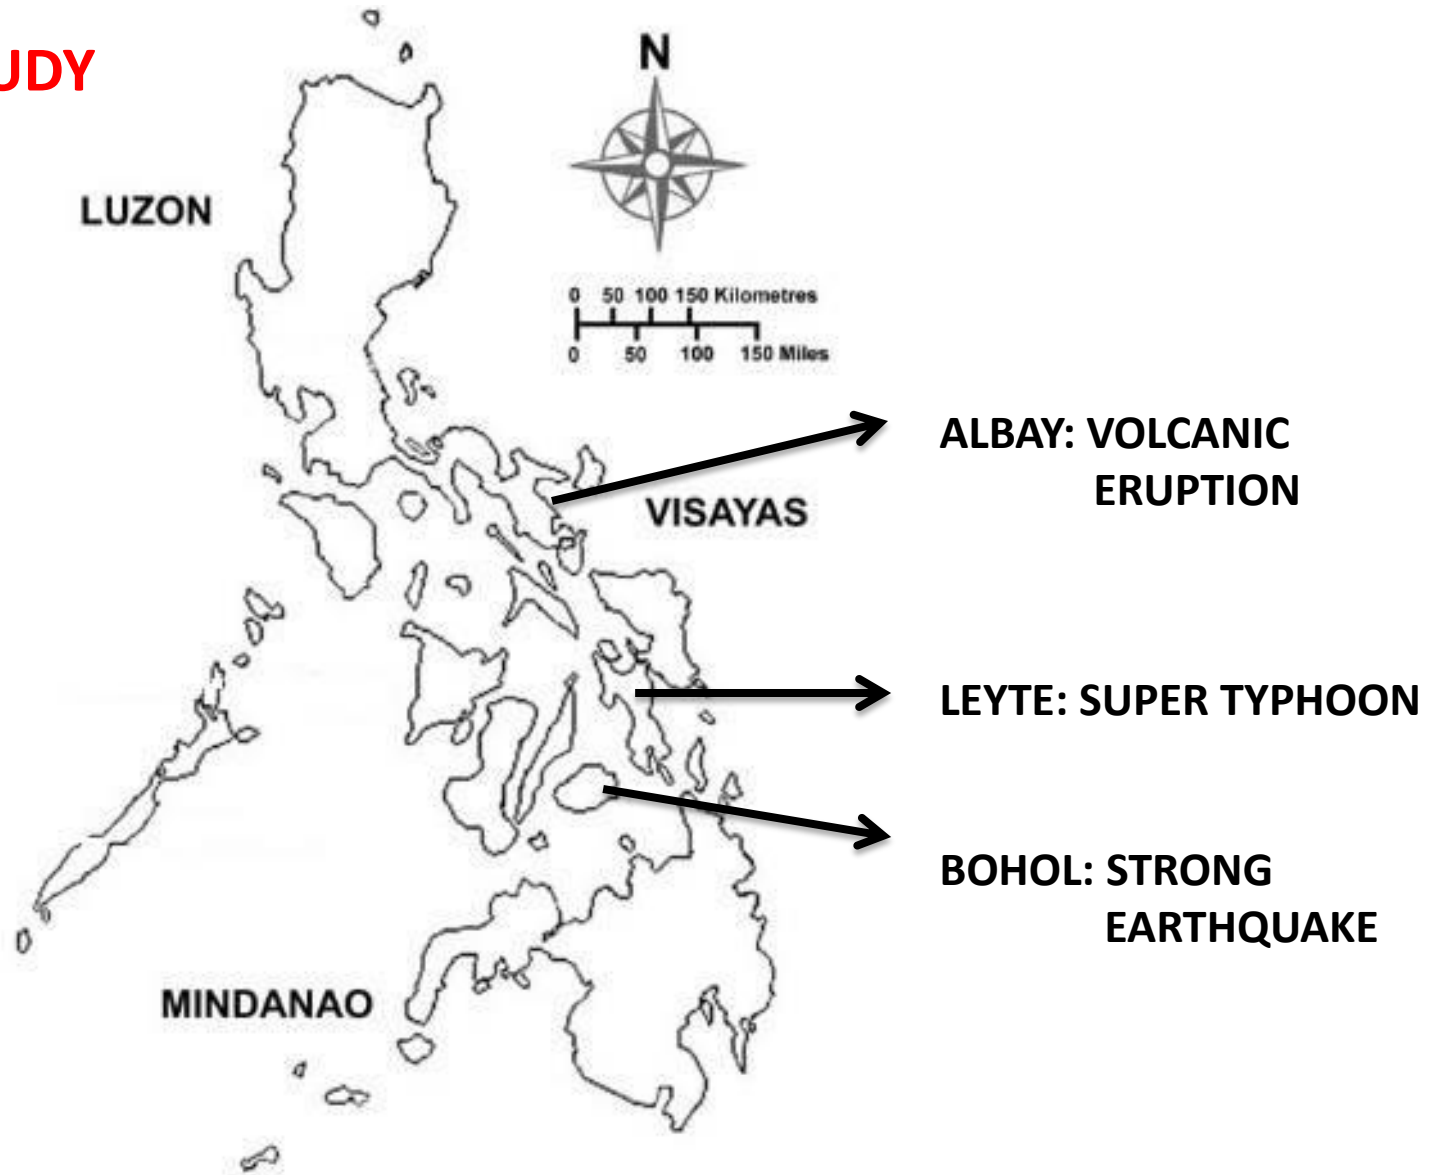 UDY
N
LUZON
0 50 100 150 Kilometres
0 50 100 150 Miles
ALBAY: VOLCANIC
ERUPTION
VISAYAS
LEYTE: SUPER TYPHOON
BOHOL: STRONG
EARTHQUAKE
MINDANAO